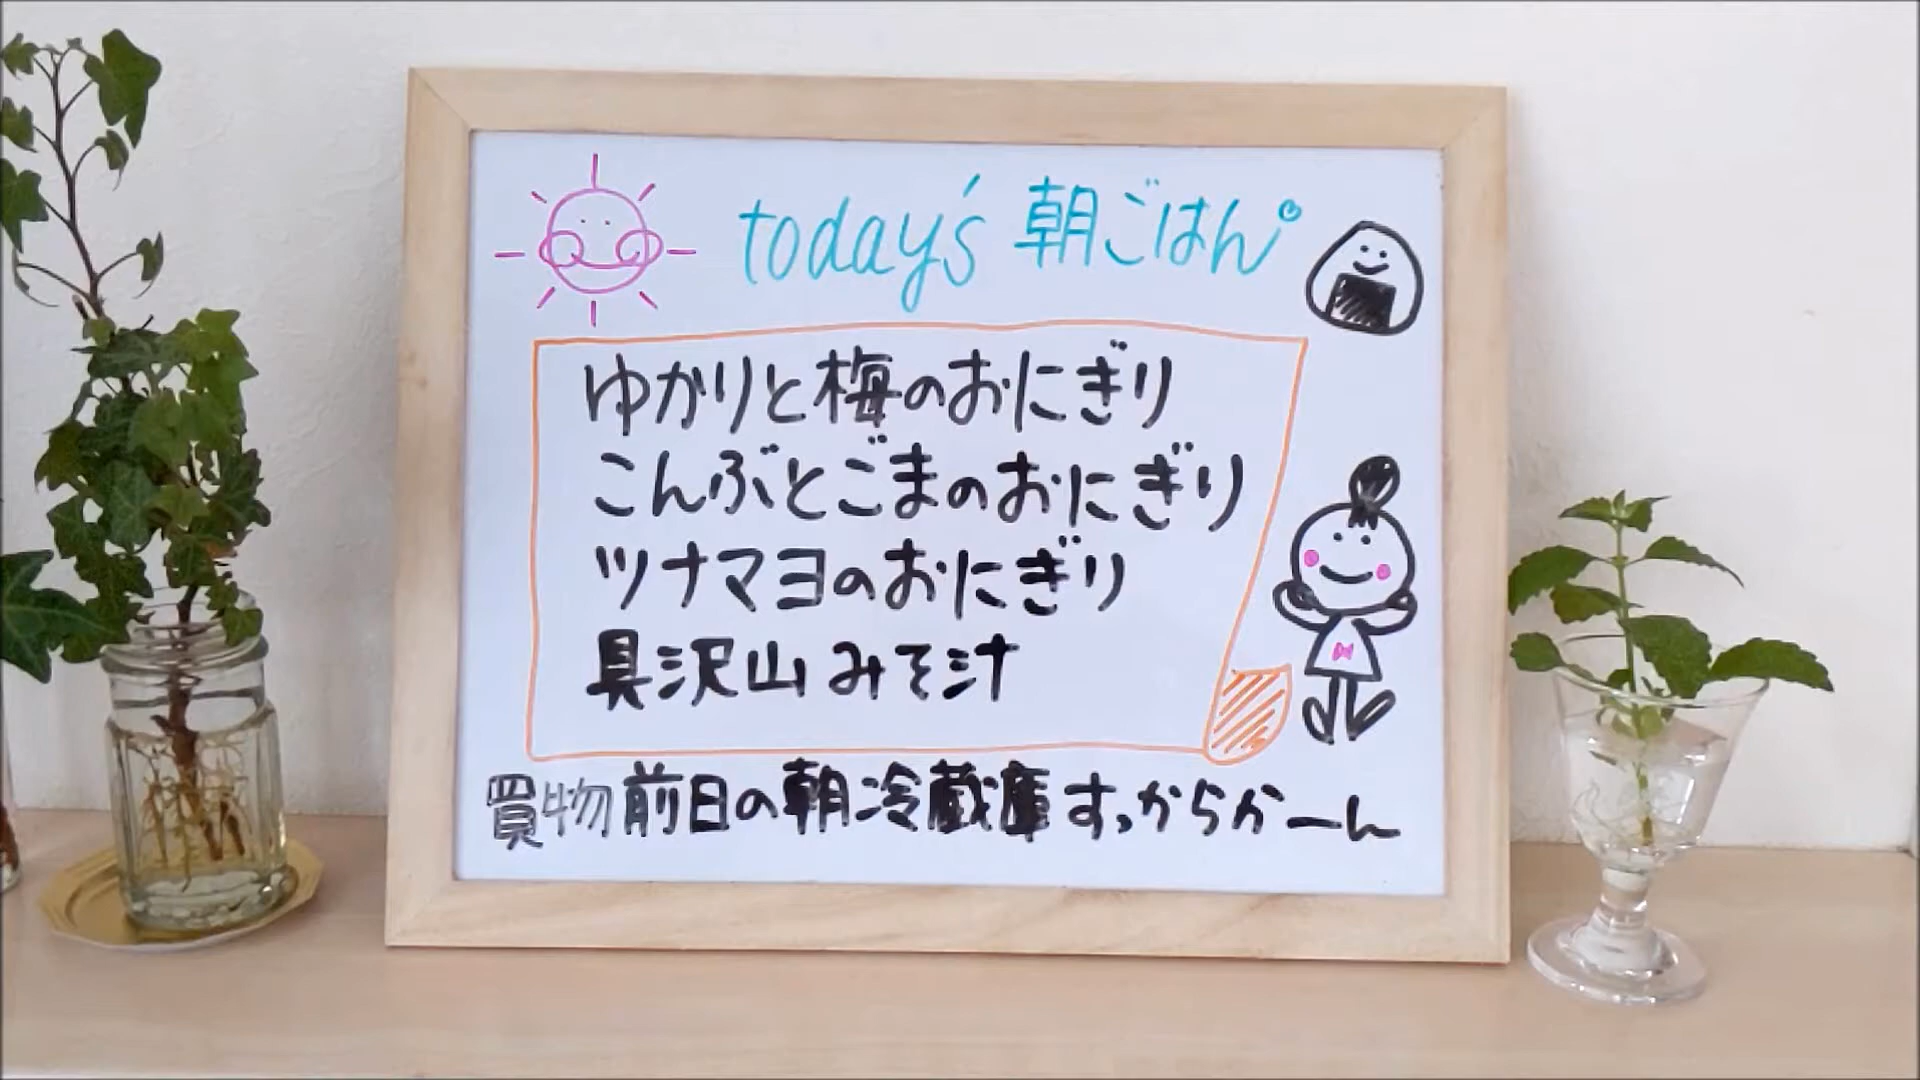 today's 朝ごはん
ゆかりと梅のおにぎり
こんぶとごまのおにぎり
ツナマヨのおにぎり
具沢山みそ汁
買物前日の朝冷蔵庫すっからかーん